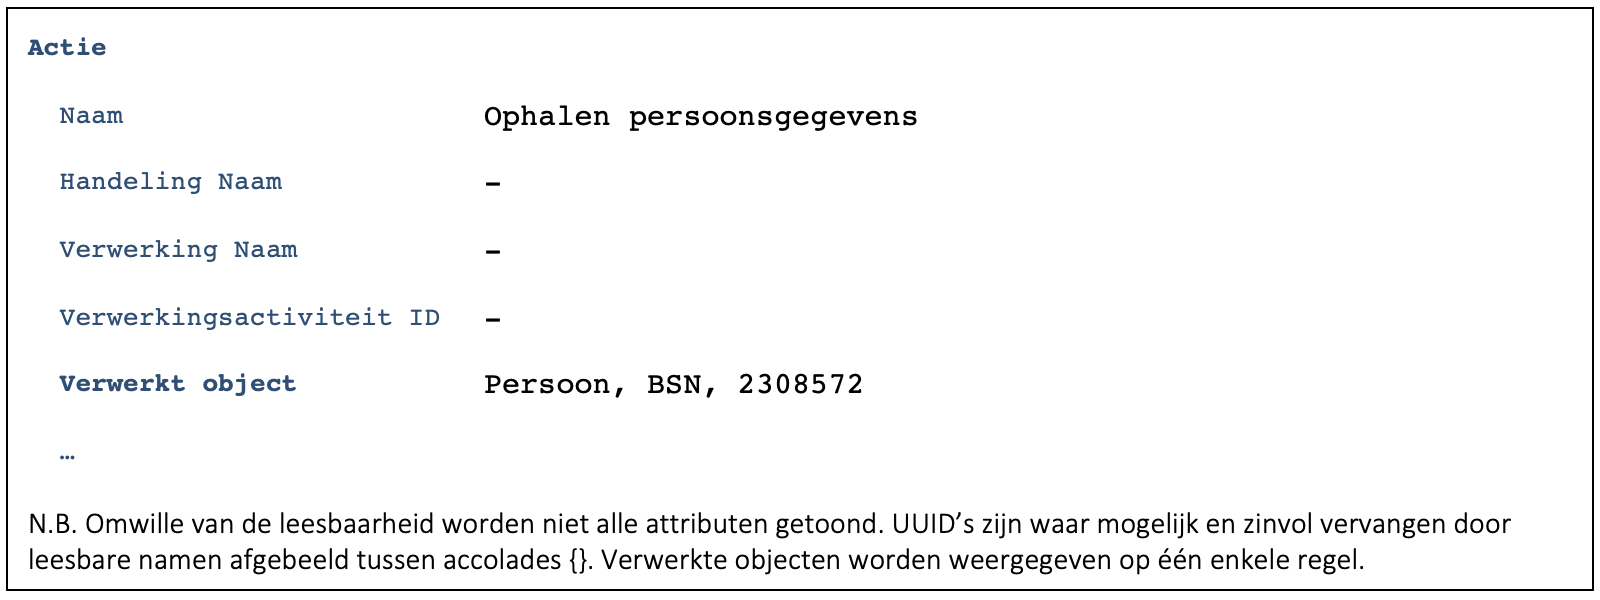 Actie
Naam Ophalen persoonsgegevens
Handeling Naam –
Verwerking Naam –
Verwerkingsactiviteit ID –
Verwerkt object Persoon, BSN, 2308572
…
N.B. Omwille van de leesbaarheid worden niet alle attributen getoond. UUID’s zijn waar mogelijk en zinvol vervangen door
leesbare namen afgebeeld tussen accolades {}. Verwerkte objecten worden weergegeven op één enkele regel.